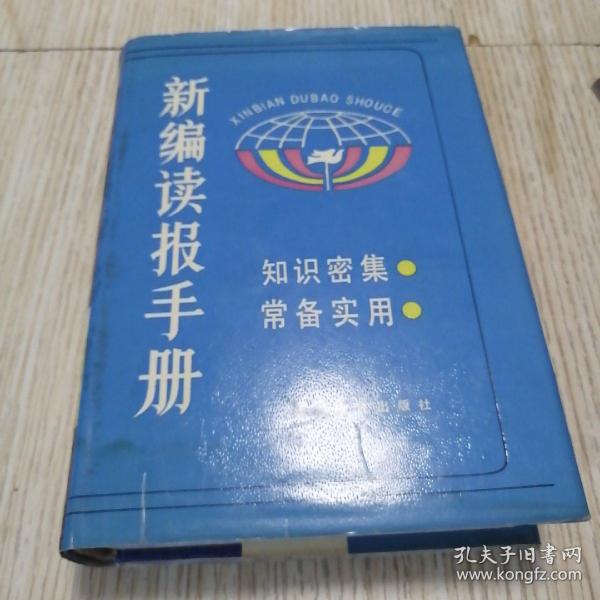 新编读报手册
XINBIAN DUBAO SHOUCE
知识密集
常备实用
出版社
孔夫子旧书网
www.kongfz.com